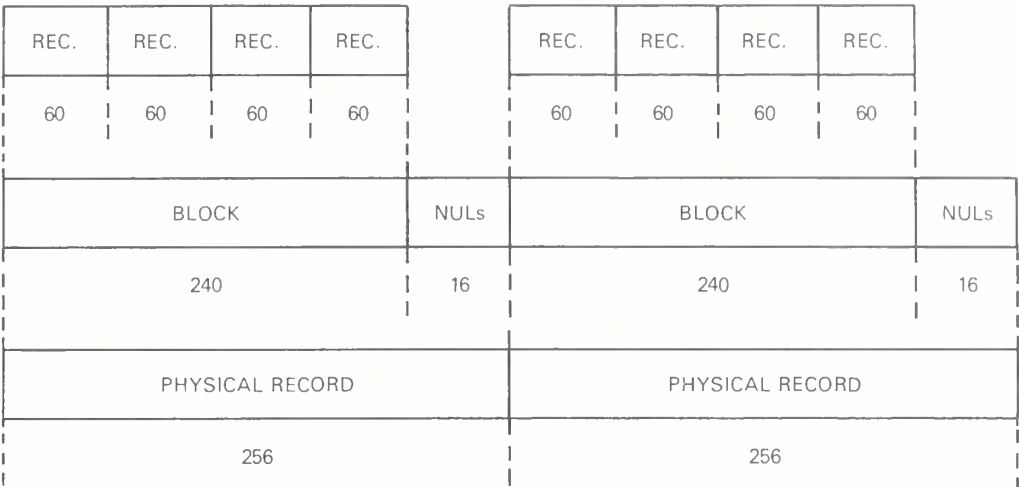 REC. REC. REC. REC. REC. REC. REC. REC.
60 60 60 60 60 60 60 60
BLOCK NULs BLOCK NULs
240 16 240 16
PHYSICAL RECORD PHYSICAL RECORD
256 256